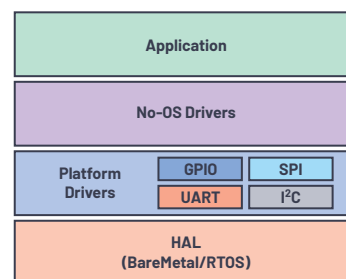 Application
No-OS Drivers
Platform
Drivers
GPIO
SPI
UART
I²C
HAL
(BareMetal/RTOS)